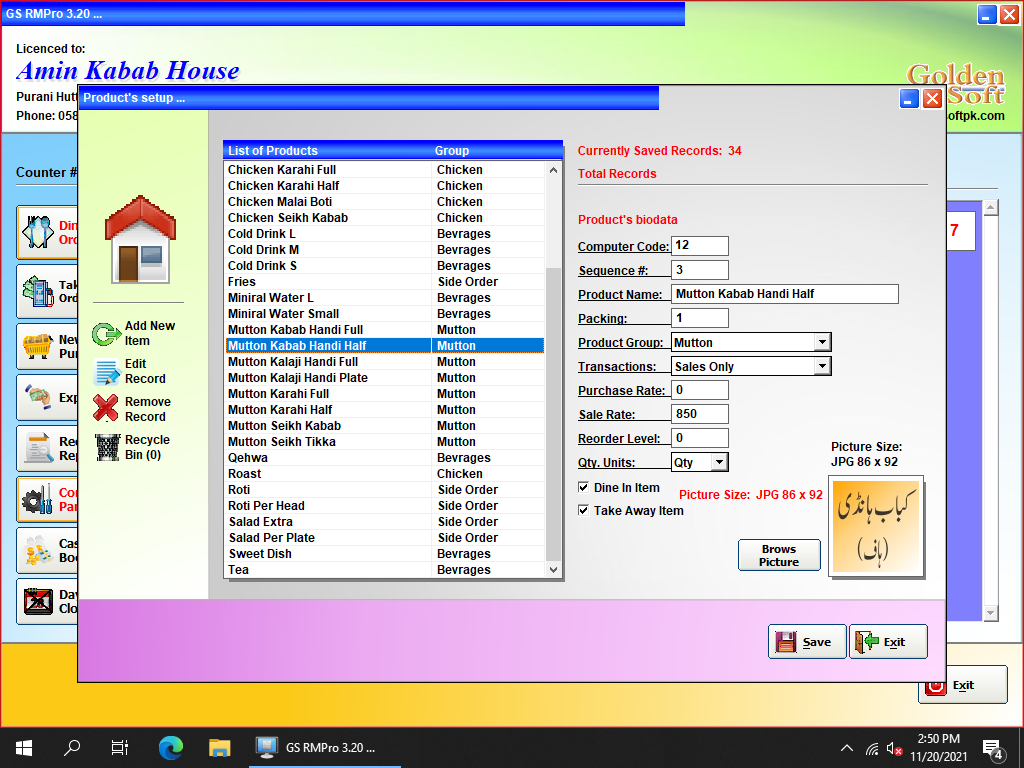 GS RMPro 3.20 ...
Licenced to:
Amin Kabab House
Purani Hutt
Phone: 058
Golden
Soft
oftpk.com
Counter #
Din
Ord
Tak
Ord
Nev
Pur
Exp
Rec
Rep
Cor
Par
Cas
Boo
Day
Clo
7
Exit
Product's setup ...
Add New
Item
Edit
Record
Remove
Record
Recycle
Bin (0)
List of Products Group
Chicken Karahi Full Chicken
Chicken Karahi Half Chicken
Chicken Malai Boti Chicken
Chicken Seikh Kabab Chicken
Cold Drink L Bevrages
Cold Drink M Bevrages
Cold Drink S Bevrages
Fries Side Order
Miniral Water L Bevrages
Miniral Water Small Bevrages
Mutton Kabab Handi Full Mutton
Mutton Kabab Handi Half Mutton
Mutton Kalaji Handi Full Mutton
Mutton Kalaji Handi Plate Mutton
Mutton Karahi Full Mutton
Mutton Karahi Half Mutton
Mutton Seikh Kabab Mutton
Mutton Seikh Tikka Mutton
Qehwa Bevrages
Roast Chicken
Roti Side Order
Roti Per Head Side Order
Salad Extra Side Order
Salad Per Plate Side Order
Sweet Dish Bevrages
Tea Bevrages
Currently Saved Records: 34
Total Records
Product's biodata
Computer Code: 12
Sequence #: 3
Product Name: Mutton Kabab Handi Half
Packing: 1
Product Group: Mutton
Transactions: Sales Only
Purchase Rate: 0
Sale Rate: 850
Reorder Level: 0
Qty. Units: Qty
Dine In Item
Take Away Item
Picture Size: JPG 86 x 92
Picture Size:
JPG 86 x 92
کباب ہانڈی
(ہاف)
Brows
Picture
Save
Exit
GS RMPro 3.20 ...
2:50 PM
11/20/2021
4